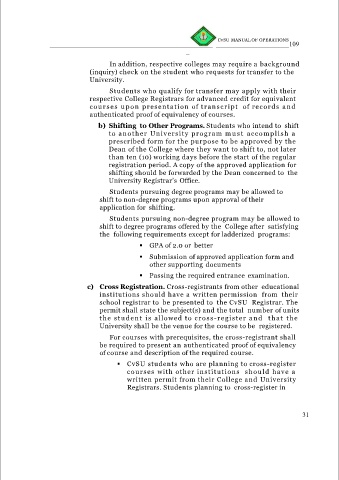 CvSU MANUAL OF OPERATIONS
109
In addition, respective colleges may require a background
(inquiry) check on the student who requests for transfer to the
University.
Students who qualify for transfer may apply with their
respective College Registrars for advanced credit for equivalent
courses upon presentation of transcript of records and
authenticated proof of equivalency of courses.
b) Shifting to Other Programs. Students who intend to shift
to another University program must accomplish a
prescribed form for the purpose to be approved by the
Dean of the College where they want to shift to, not later
than ten (10) working days before the start of the regular
registration period. A copy of the approved application for
shifting should be forwarded by the Dean concerned to the
University Registrar's Office.
Students pursuing degree programs may be allowed to
shift to non-degree programs upon approval of their
application for shifting.
Students pursuing non-degree program may be allowed to
shift to degree programs offered by the College after satisfying
the following requirements except for ladderized programs:
• GPA of 2.0 or better
• Submission of approved application form and
other supporting documents
• Passing the required entrance examination.
c) Cross Registration. Cross-registrants from other educational
institutions should have a written permission from their
school registrar to be presented to the CvSU Registrar. The
permit shall state the subject(s) and the total number of units
the student is allowed to cross-register and that the
University shall be the venue for the course to be registered.
For courses with prerequisites, the cross-registrant shall
be required to present an authenticated proof of equivalency
of course and description of the required course.
• CvSU students who are planning to cross-register
courses with other institutions should have a
written permit from their College and University
Registrars. Students planning to cross-register in
31